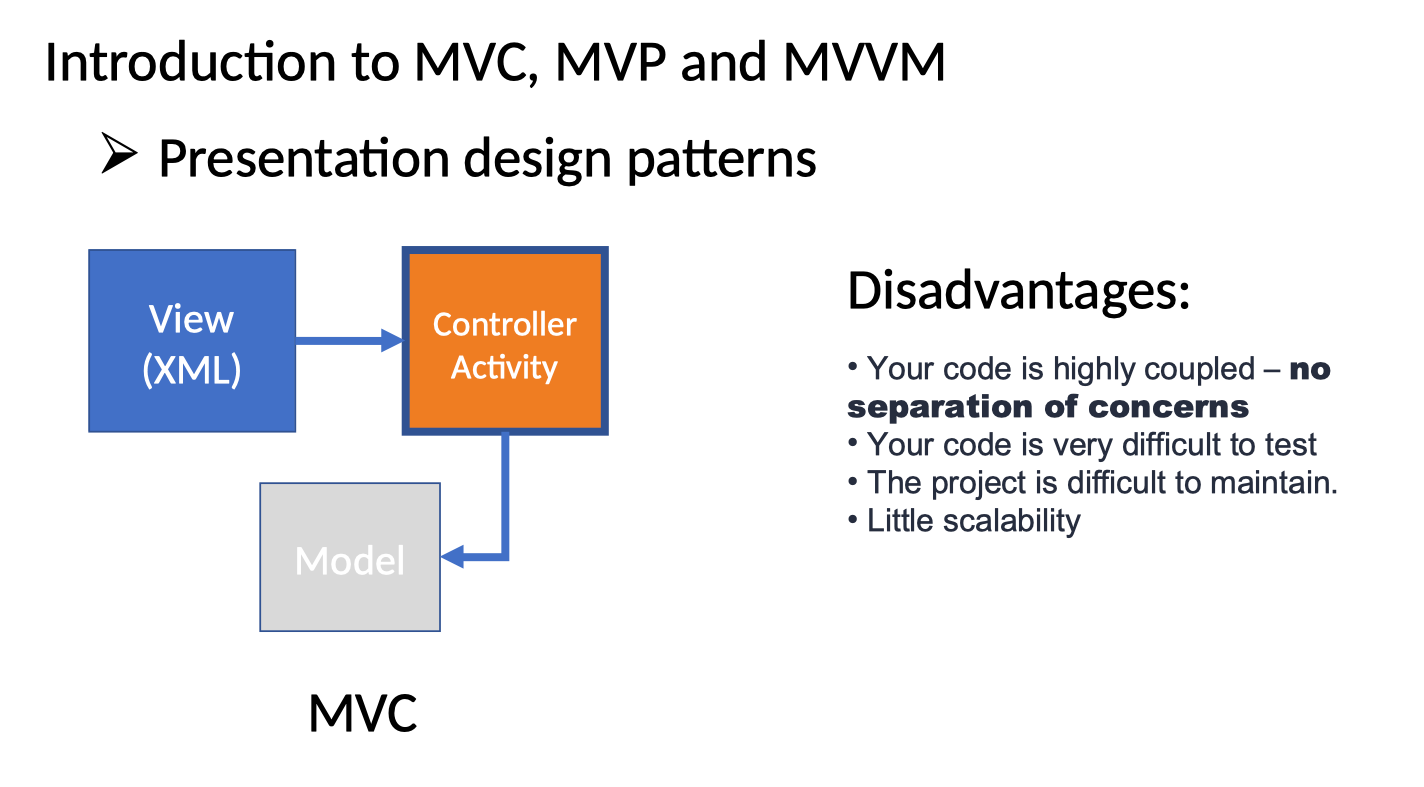 Introduction to MVC, MVP and MVVM
➢ Presentation design patterns
View
(XML)
Controller
Activity
Model
MVC
Disadvantages:
• Your code is highly coupled – no
separation of concerns
• Your code is very difficult to test
• The project is difficult to maintain.
• Little scalability